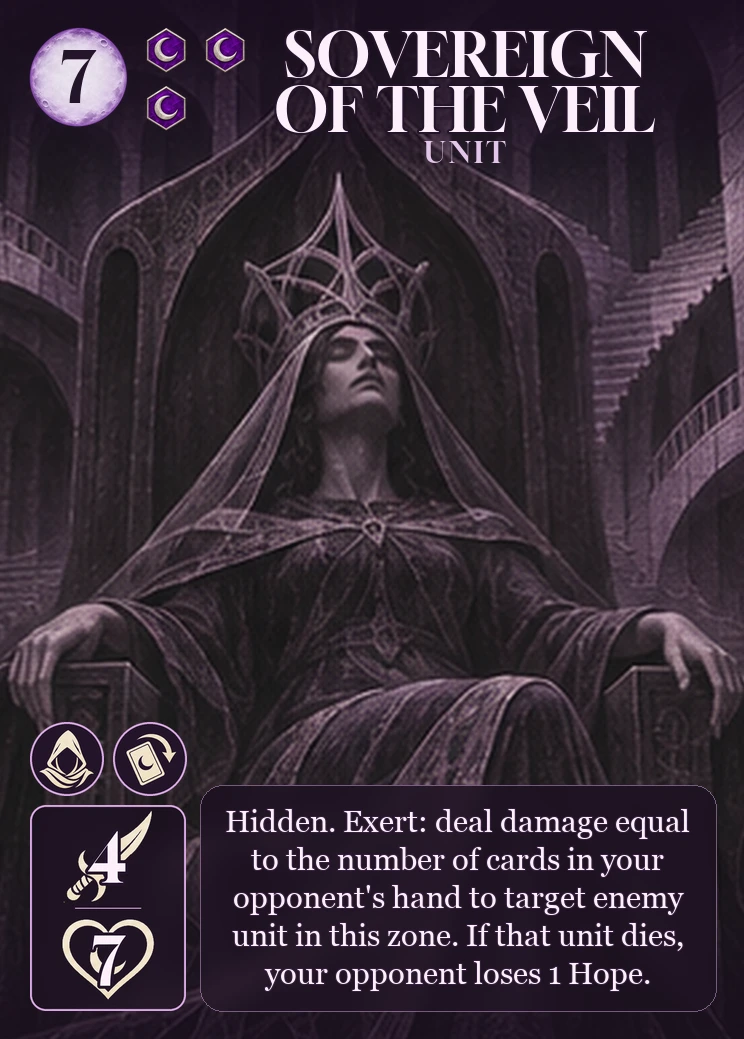 7
SOVEREIGN
OF THE VEIL
UNIT
4
7
Hidden. Exert: deal damage equal
to the number of cards in your
opponent's hand to target enemy
unit in this zone. If that unit dies,
your opponent loses 1 Hope.